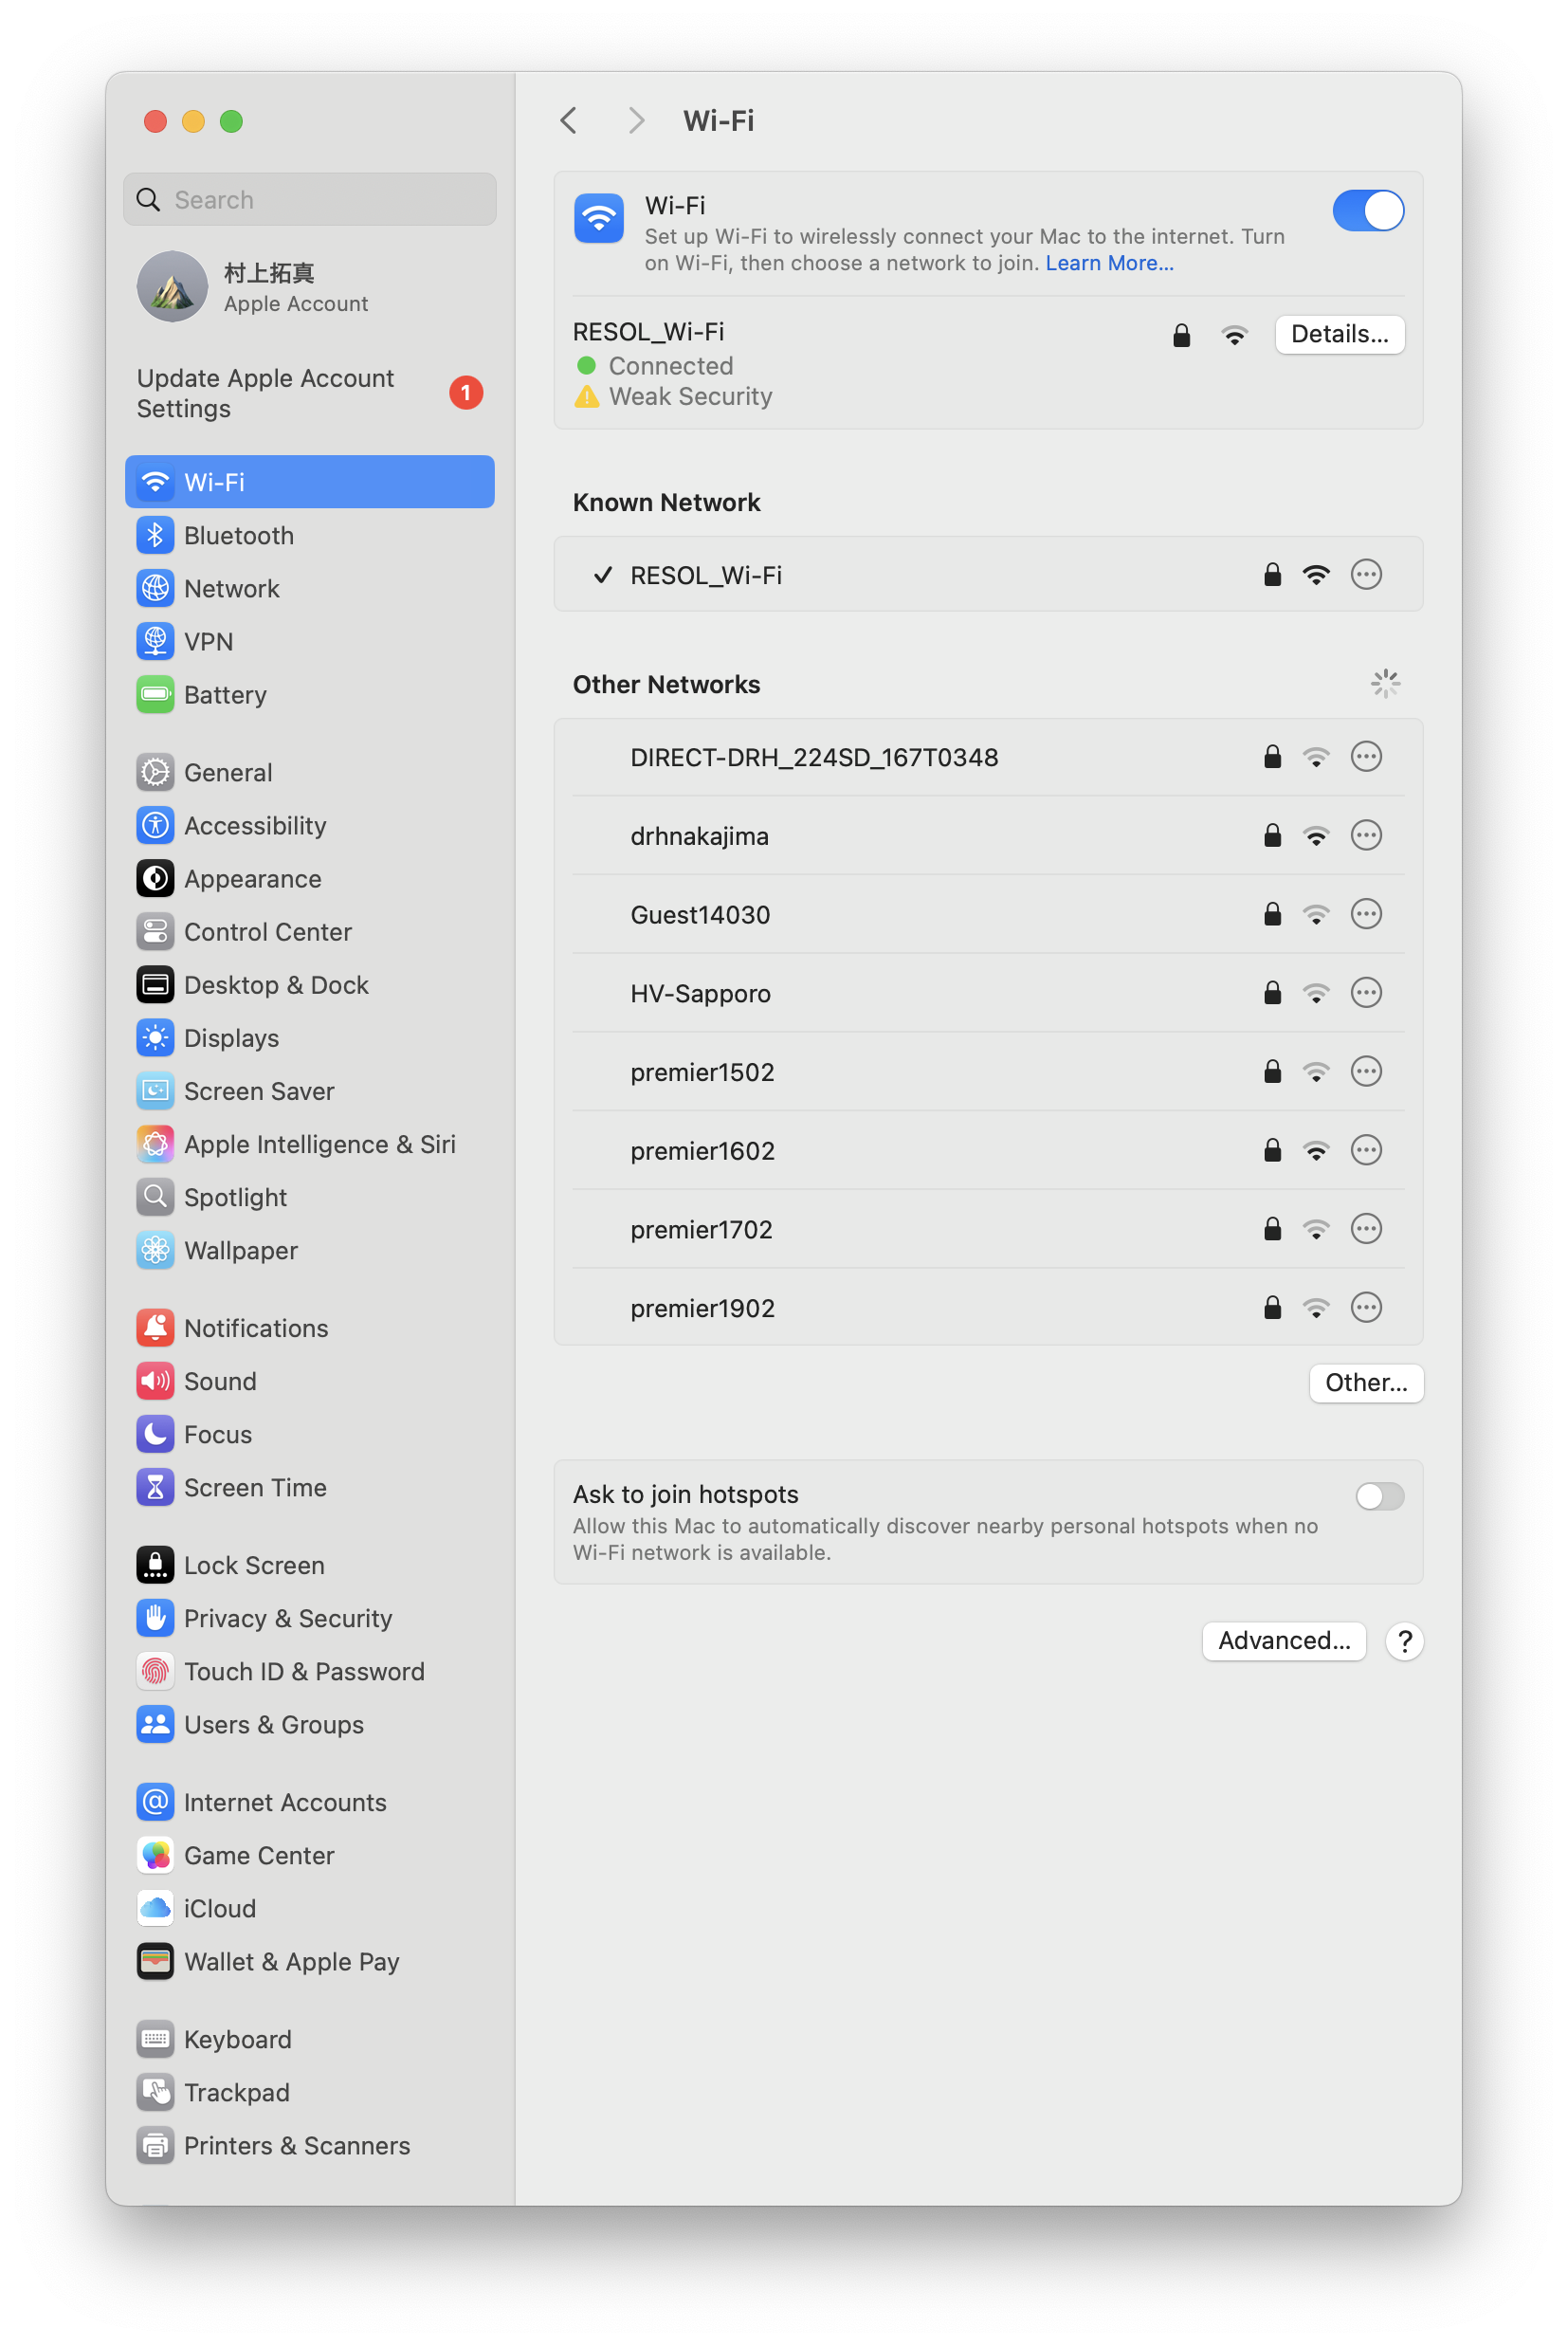 Search
村上拓真
Apple Account
Update Apple Account
Settings
1
Wi-Fi
Bluetooth
Network
VPN
Battery
General
Accessibility
Appearance
Control Center
Desktop & Dock
Displays
Screen Saver
Apple Intelligence & Siri
Spotlight
Wallpaper
Notifications
Sound
Focus
Screen Time
Lock Screen
Privacy & Security
Touch ID & Password
Users & Groups
Internet Accounts
Game Center
iCloud
Wallet & Apple Pay
Keyboard
Trackpad
Printers & Scanners
Wi-Fi
Wi-Fi
Set up Wi-Fi to wirelessly connect your Mac to the internet. Turn
on Wi-Fi, then choose a network to join. Learn More...
RESOL_Wi-Fi
Details...
Connected
Weak Security
Known Network
RESOL_Wi-Fi
Other Networks
DIRECT-DRH_224SD_167T0348
drhnakajima
Guest14030
HV-Sapporo
premier1502
premier1602
premier1702
premier1902
Other...
Ask to join hotspots
Allow this Mac to automatically discover nearby personal hotspots when no
Wi-Fi network is available.
Advanced...
?